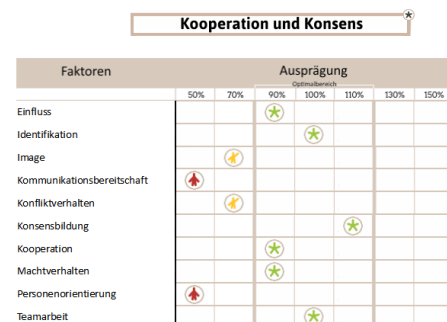 Kooperation und Konsens
Faktoren Ausprägung
Optimalbereich
50% 70% 90% 100% 110% 130% 150%
Einfluss
Identifikation
Image
Kommunikationsbereitschaft
Konfliktverhalten
Konsensbildung
Kooperation
Machtverhalten
Personenorientierung
Teamarbeit